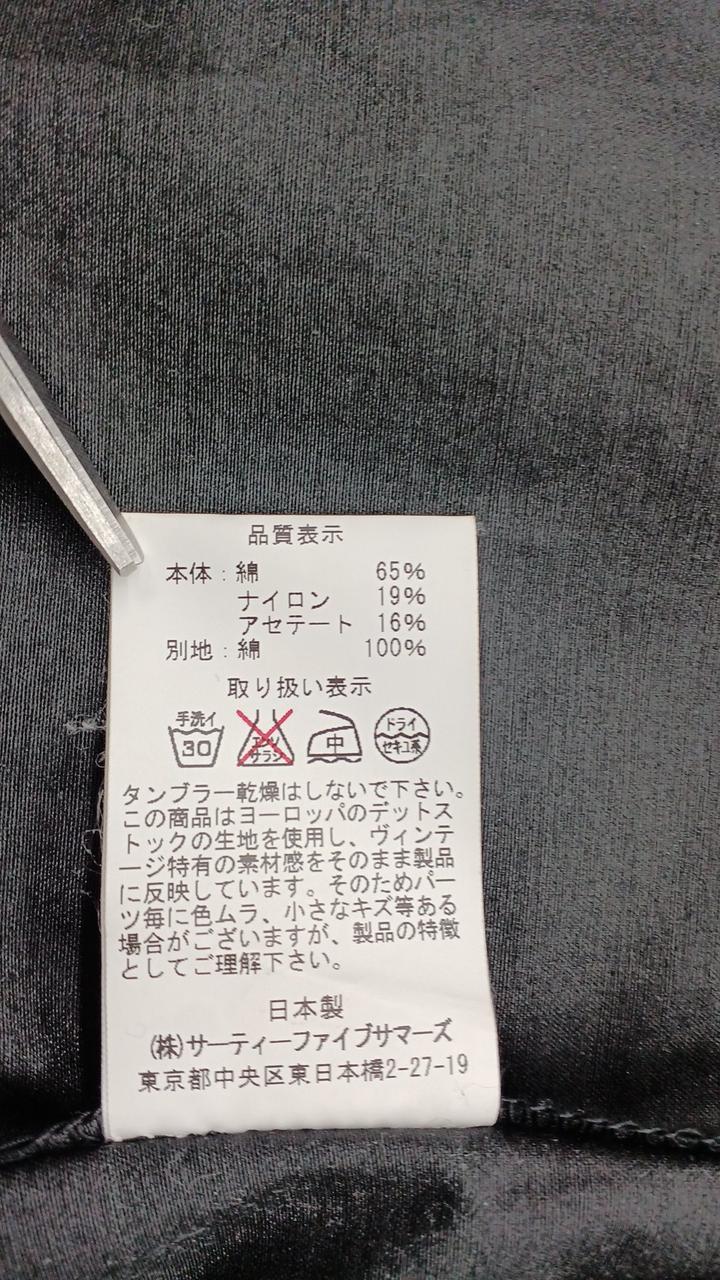 品質表示
本体：綿 65%
ナイロン 19%
アセテート 16%
別地：綿 100%
取り扱い表示
手洗イ 30 エンソサラシ 中 ドライ セキユ系
タンブラー乾燥はしないで下さい。
この商品はヨーロッパのデットス
トックの生地を使用し、ヴィンテ
ージ特有の素材感をそのまま製品
に反映しています。そのためパー
ツ毎に色ムラ、小さなキズ等ある
場合がございますが、製品の特徴
としてご理解下さい。
日本製
(株)サーティーファイブサマーズ
東京都中央区東日本橋2-27-19